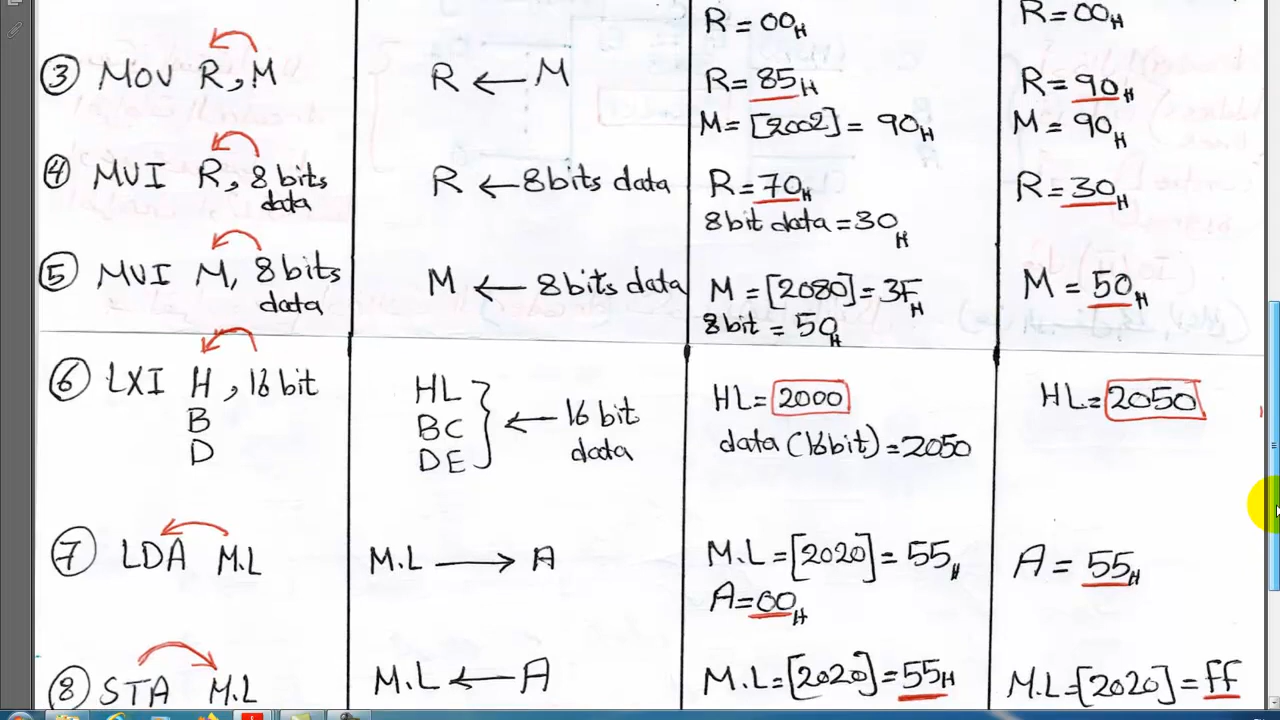 R = 00H R = 00H
③ MOV R, M R ← M R = 85H R = 90H
M = [2002] = 90H M = 90H
④ MVI R, 8 bits R ← 8 bits data R = 70H R = 30H
data 8 bit data = 30H
⑤ MVI M, 8 bits M ← 8 bits data M = [2080] = 3FH M = 50H
data 8 bit = 50H
⑥ LXI H, 16 bit HL HL = 2000 HL = 2050
B BC ← 16 bit data (16 bit) = 2050
D DE data
⑦ LDA M.L M.L → A M.L = [2020] = 55H A = 55H
A = 00H
⑧ STA M.L M.L ← A M.L = [2020] = 55H M.L = [2020] = FF